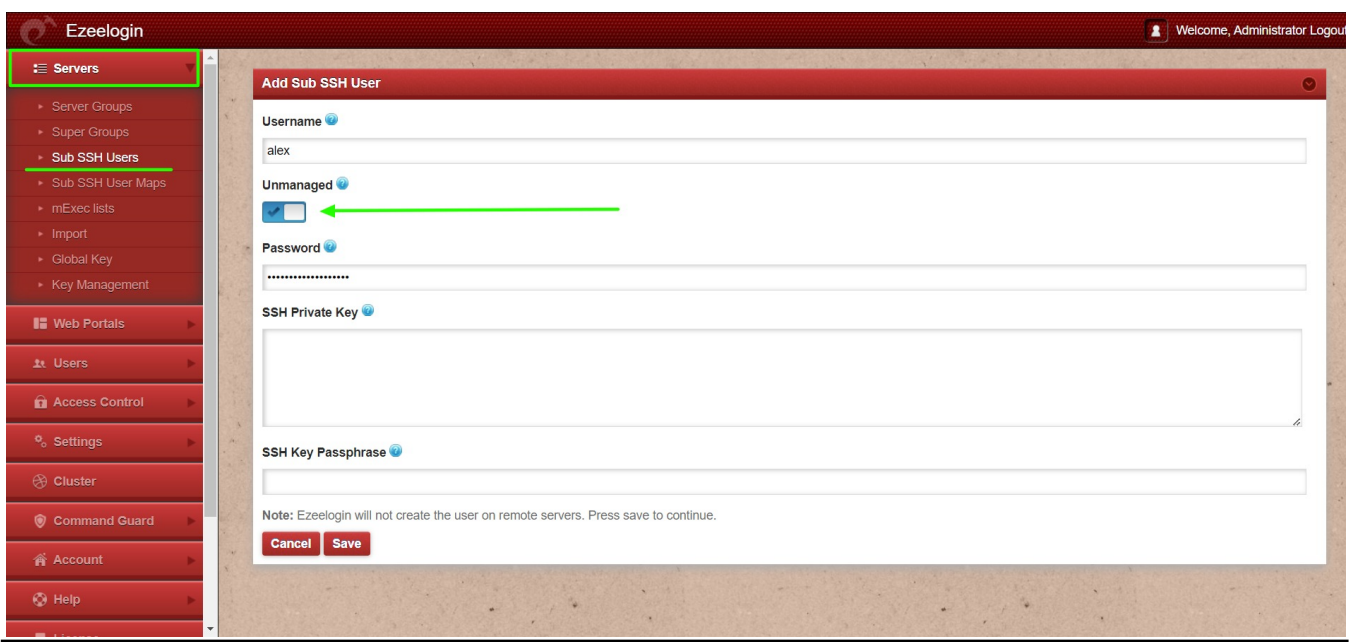 Ezeelogin
Welcome, Administrator Logout
Servers
Server Groups
Super Groups
Sub SSH Users
Sub SSH User Maps
mExec lists
Import
Global Key
Key Management
Web Portals
Users
Access Control
Settings
Cluster
Command Guard
Account
Help
Add Sub SSH User
Username
alex
Unmanaged
Password
SSH Private Key
SSH Key Passphrase
Note: Ezeelogin will not create the user on remote servers. Press save to continue.
Cancel Save